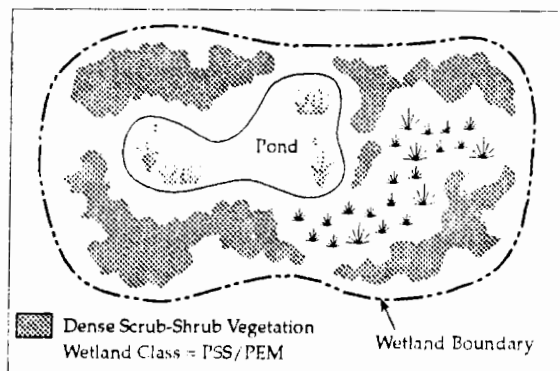 Pond
Dense Scrub-Shrub Vegetation
Wetland Class = PSS/PEM
Wetland Boundary